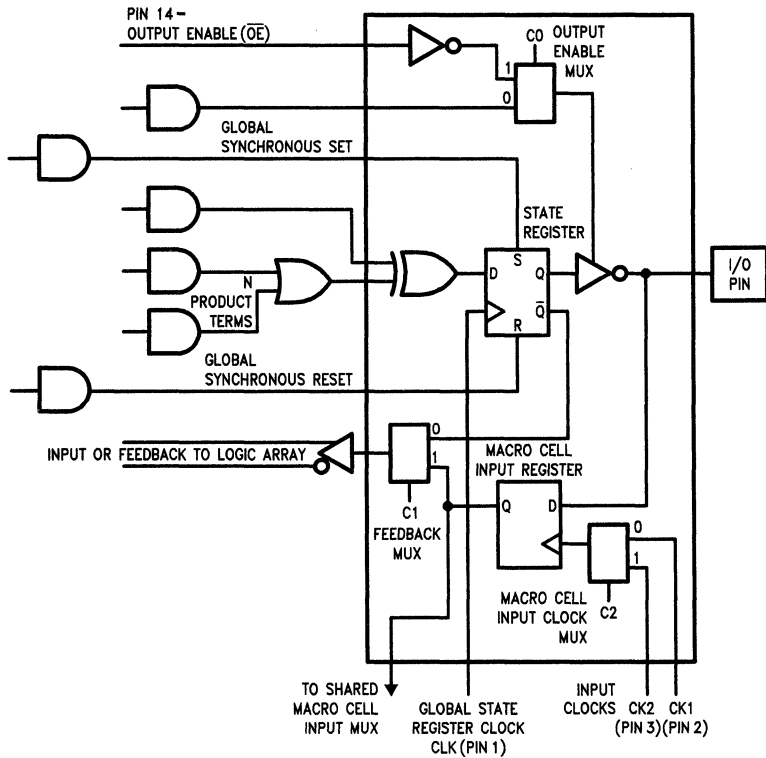 PIN 14-
OUTPUT ENABLE (OE)
C0
OUTPUT
ENABLE
MUX
1
0
GLOBAL
SYNCHRONOUS SET
STATE
REGISTER
S
D
Q
Q
R
I/O
PIN
N
PRODUCT
TERMS
GLOBAL
SYNCHRONOUS RESET
INPUT OR FEEDBACK TO LOGIC ARRAY
0
1
C1
FEEDBACK
MUX
MACRO CELL
INPUT REGISTER
Q
D
0
1
C2
MACRO CELL
INPUT CLOCK
MUX
TO SHARED
MACRO CELL
INPUT MUX
GLOBAL STATE
REGISTER CLOCK
CLK (PIN 1)
INPUT
CLOCKS
CK2
(PIN 3)
CK1
(PIN 2)